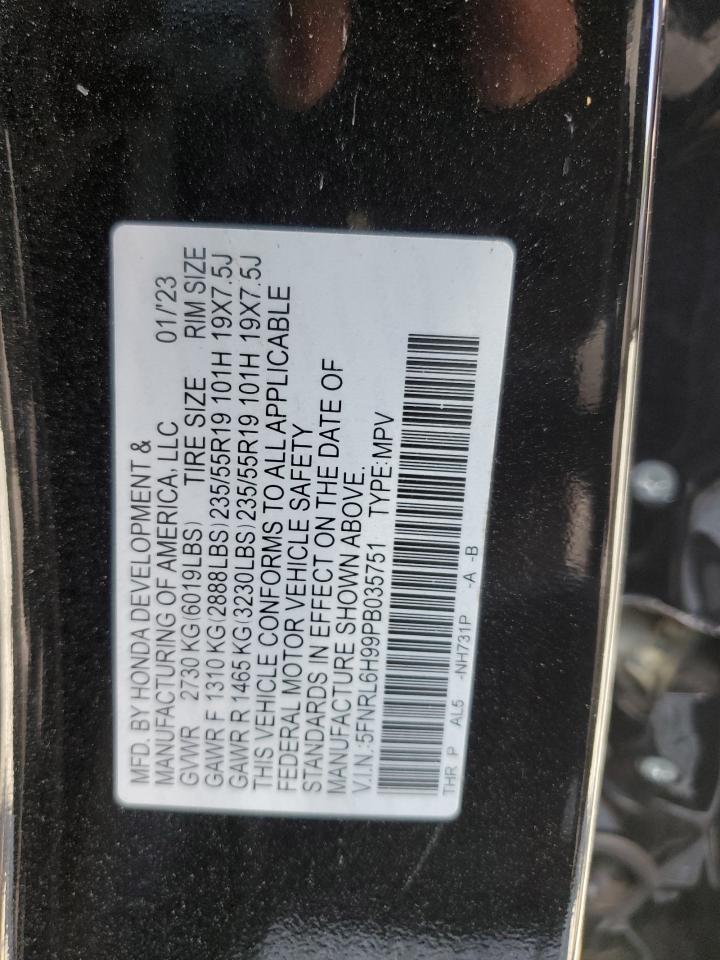 MFD. BY HONDA DEVELOPMENT &
MANUFACTURING OF AMERICA, LLC 01/'23
GVWR 2730 KG(6019LBS) TIRE SIZE RIM SIZE
GAWR F 1310 KG(2888LBS)235/55R19 101H 19X7.5J
GAWR R 1465 KG(3230LBS)235/55R19 101H 19X7.5J
THIS VEHICLE CONFORMS TO ALL APPLICABLE
FEDERAL MOTOR VEHICLE SAFETY
STANDARDS IN EFFECT ON THE DATE OF
MANUFACTURE SHOWN ABOVE.
V.I.N.:5FNRL6H99PB035751 TYPE:MPV
THR P AL5 -NH731P -A -B